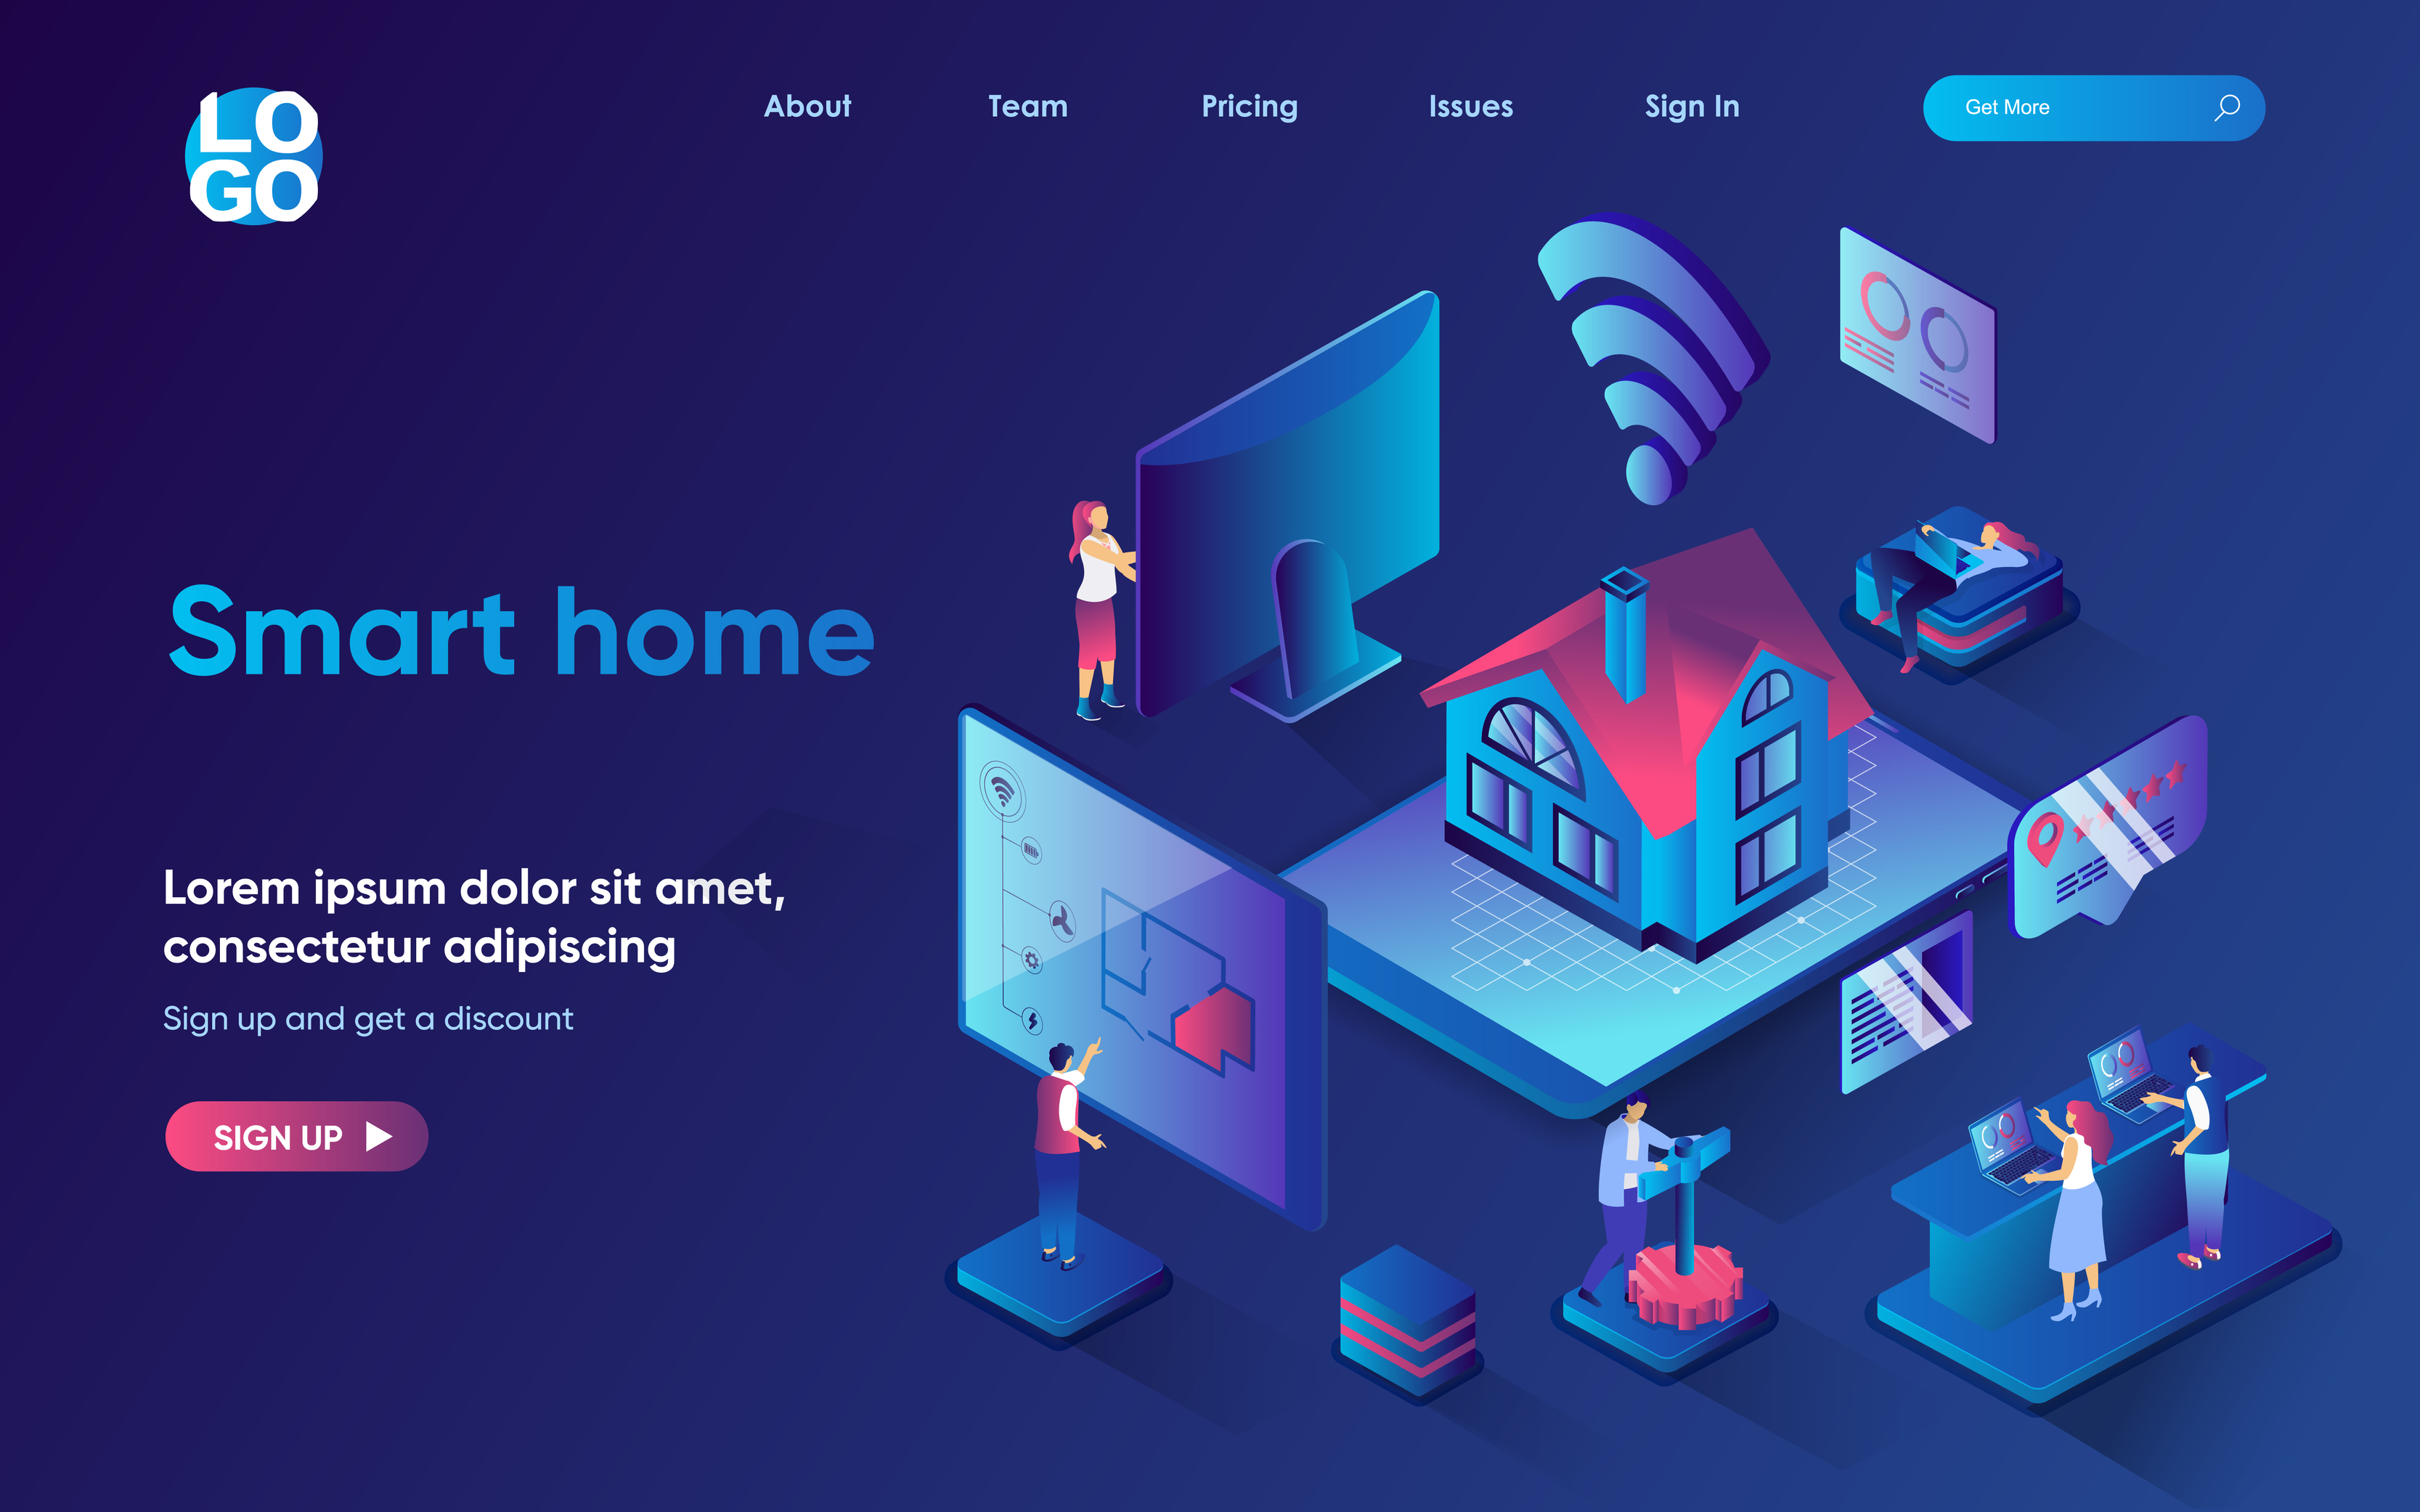 LO
GO
About
Team
Pricing
Issues
Sign In
Get More
Smart home
Lorem ipsum dolor sit amet,
consectetur adipiscing
Sign up and get a discount
SIGN UP